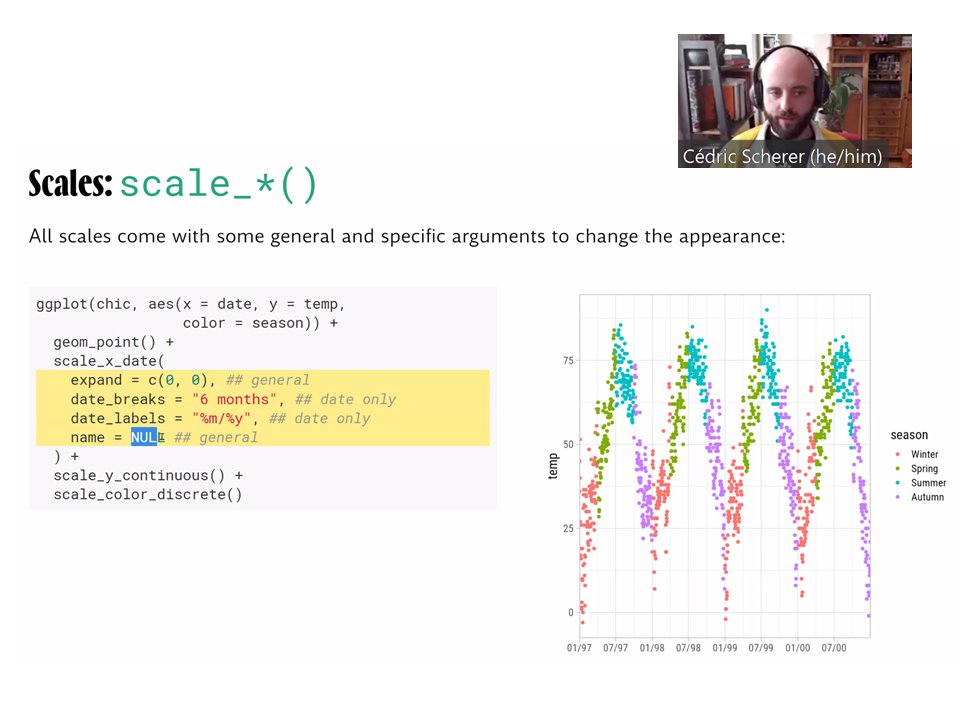 Cédric Scherer (he/him)
Scales: scale_*()
All scales come with some general and specific arguments to change the appearance:
ggplot(chic, aes(x = date, y = temp,
color = season)) +
geom_point() +
scale_x_date(
expand = c(0, 0), ## general
date_breaks = "6 months", ## date only
date_labels = "%m/%y", ## date only
name = NULL ## general
) +
scale_y_continuous() +
scale_color_discrete()
75
50
25
0
temp
01/97 07/97 01/98 07/98 01/99 07/99 01/00 07/00
season
Winter
Spring
Summer
Autumn